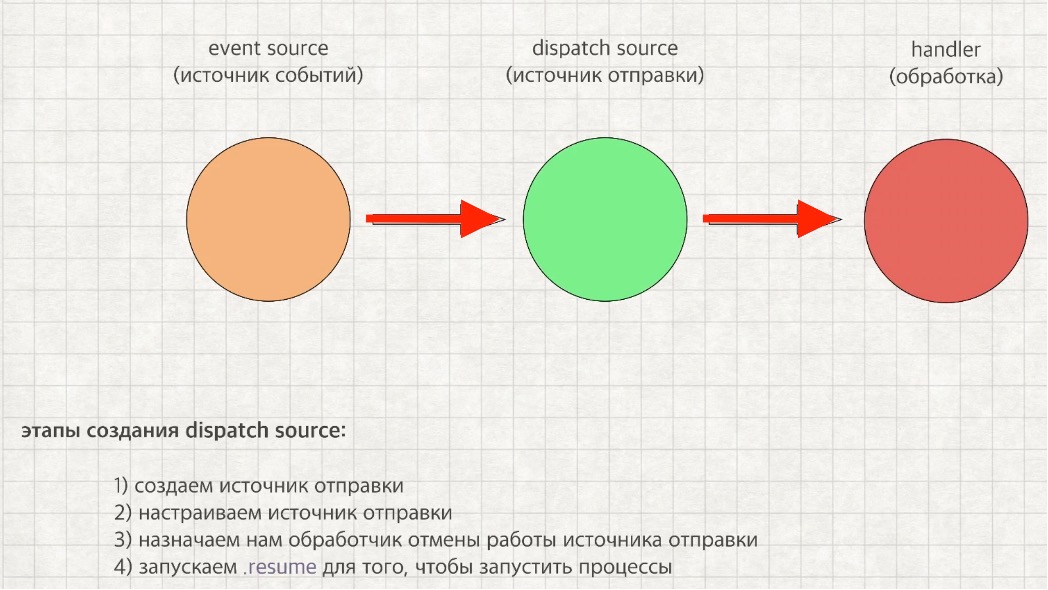 event source
(источник событий)
dispatch source
(источник отправки)
handler
(обработка)
этапы создания dispatch source:
1) создаем источник отправки
2) настраиваем источник отправки
3) назначаем нам обработчик отмены работы источника отправки
4) запускаем .resume для того, чтобы запустить процессы